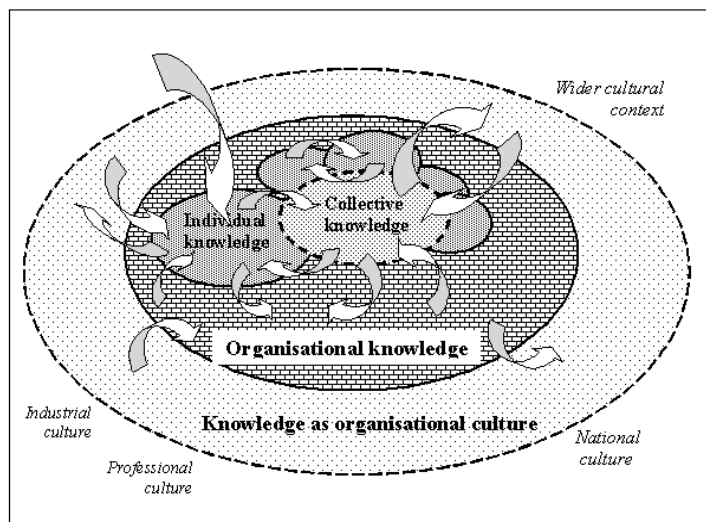 Wider cultural
context
Individual
knowledge
Collective
knowledge
Organisational knowledge
Knowledge as organisational culture
Industrial
culture
Professional
culture
National
culture